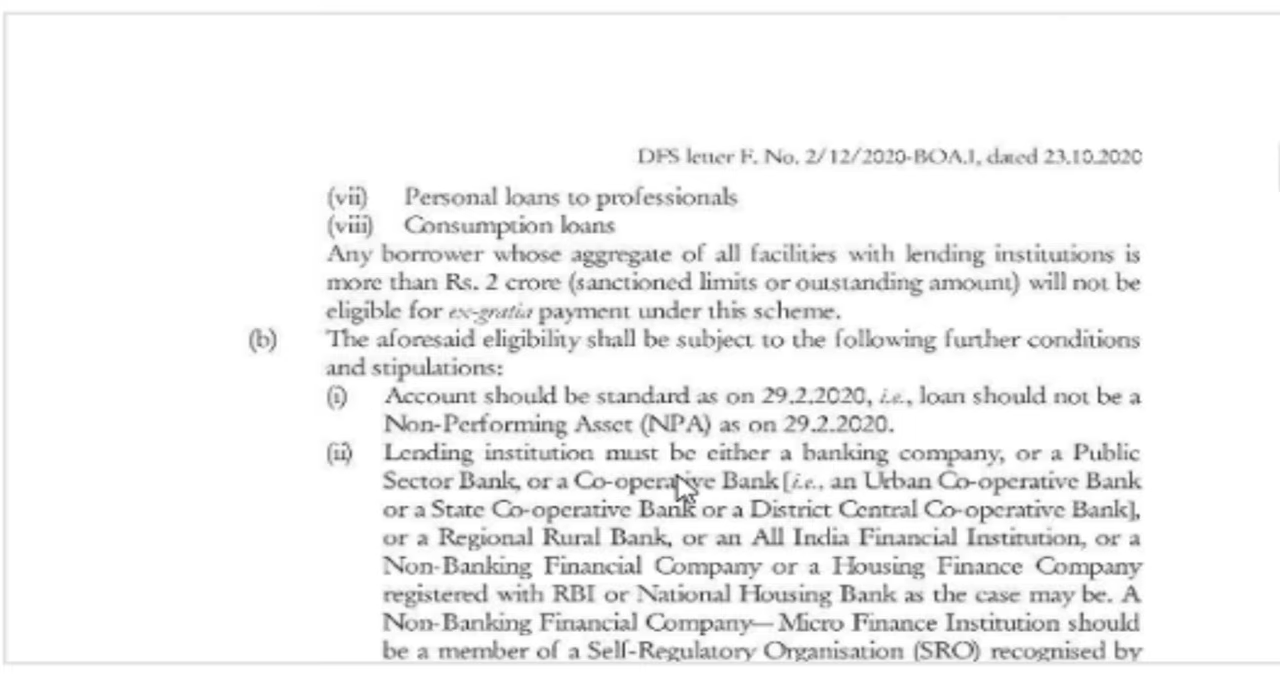 DFS letter F. No. 2/12/2020-BOA.I, dated 23.10.2020
(vii) Personal loans to professionals
(viii) Consumption loans
Any borrower whose aggregate of all facilities with lending institutions is
more than Rs. 2 crore (sanctioned limits or outstanding amount) will not be
eligible for ex-gratia payment under this scheme.
(b) The aforesaid eligibility shall be subject to the following further conditions
and stipulations:
(i) Account should be standard as on 29.2.2020, i.e., loan should not be a
Non-Performing Asset (NPA) as on 29.2.2020.
(ii) Lending institution must be either a banking company, or a Public
Sector Bank, or a Co-operative Bank [i.e., an Urban Co-operative Bank
or a State Co-operative Bank or a District Central Co-operative Bank],
or a Regional Rural Bank, or an All India Financial Institution, or a
Non-Banking Financial Company or a Housing Finance Company
registered with RBI or National Housing Bank as the case may be. A
Non-Banking Financial Company—Micro Finance Institution should
be a member of a Self-Regulatory Organisation (SRO) recognised by